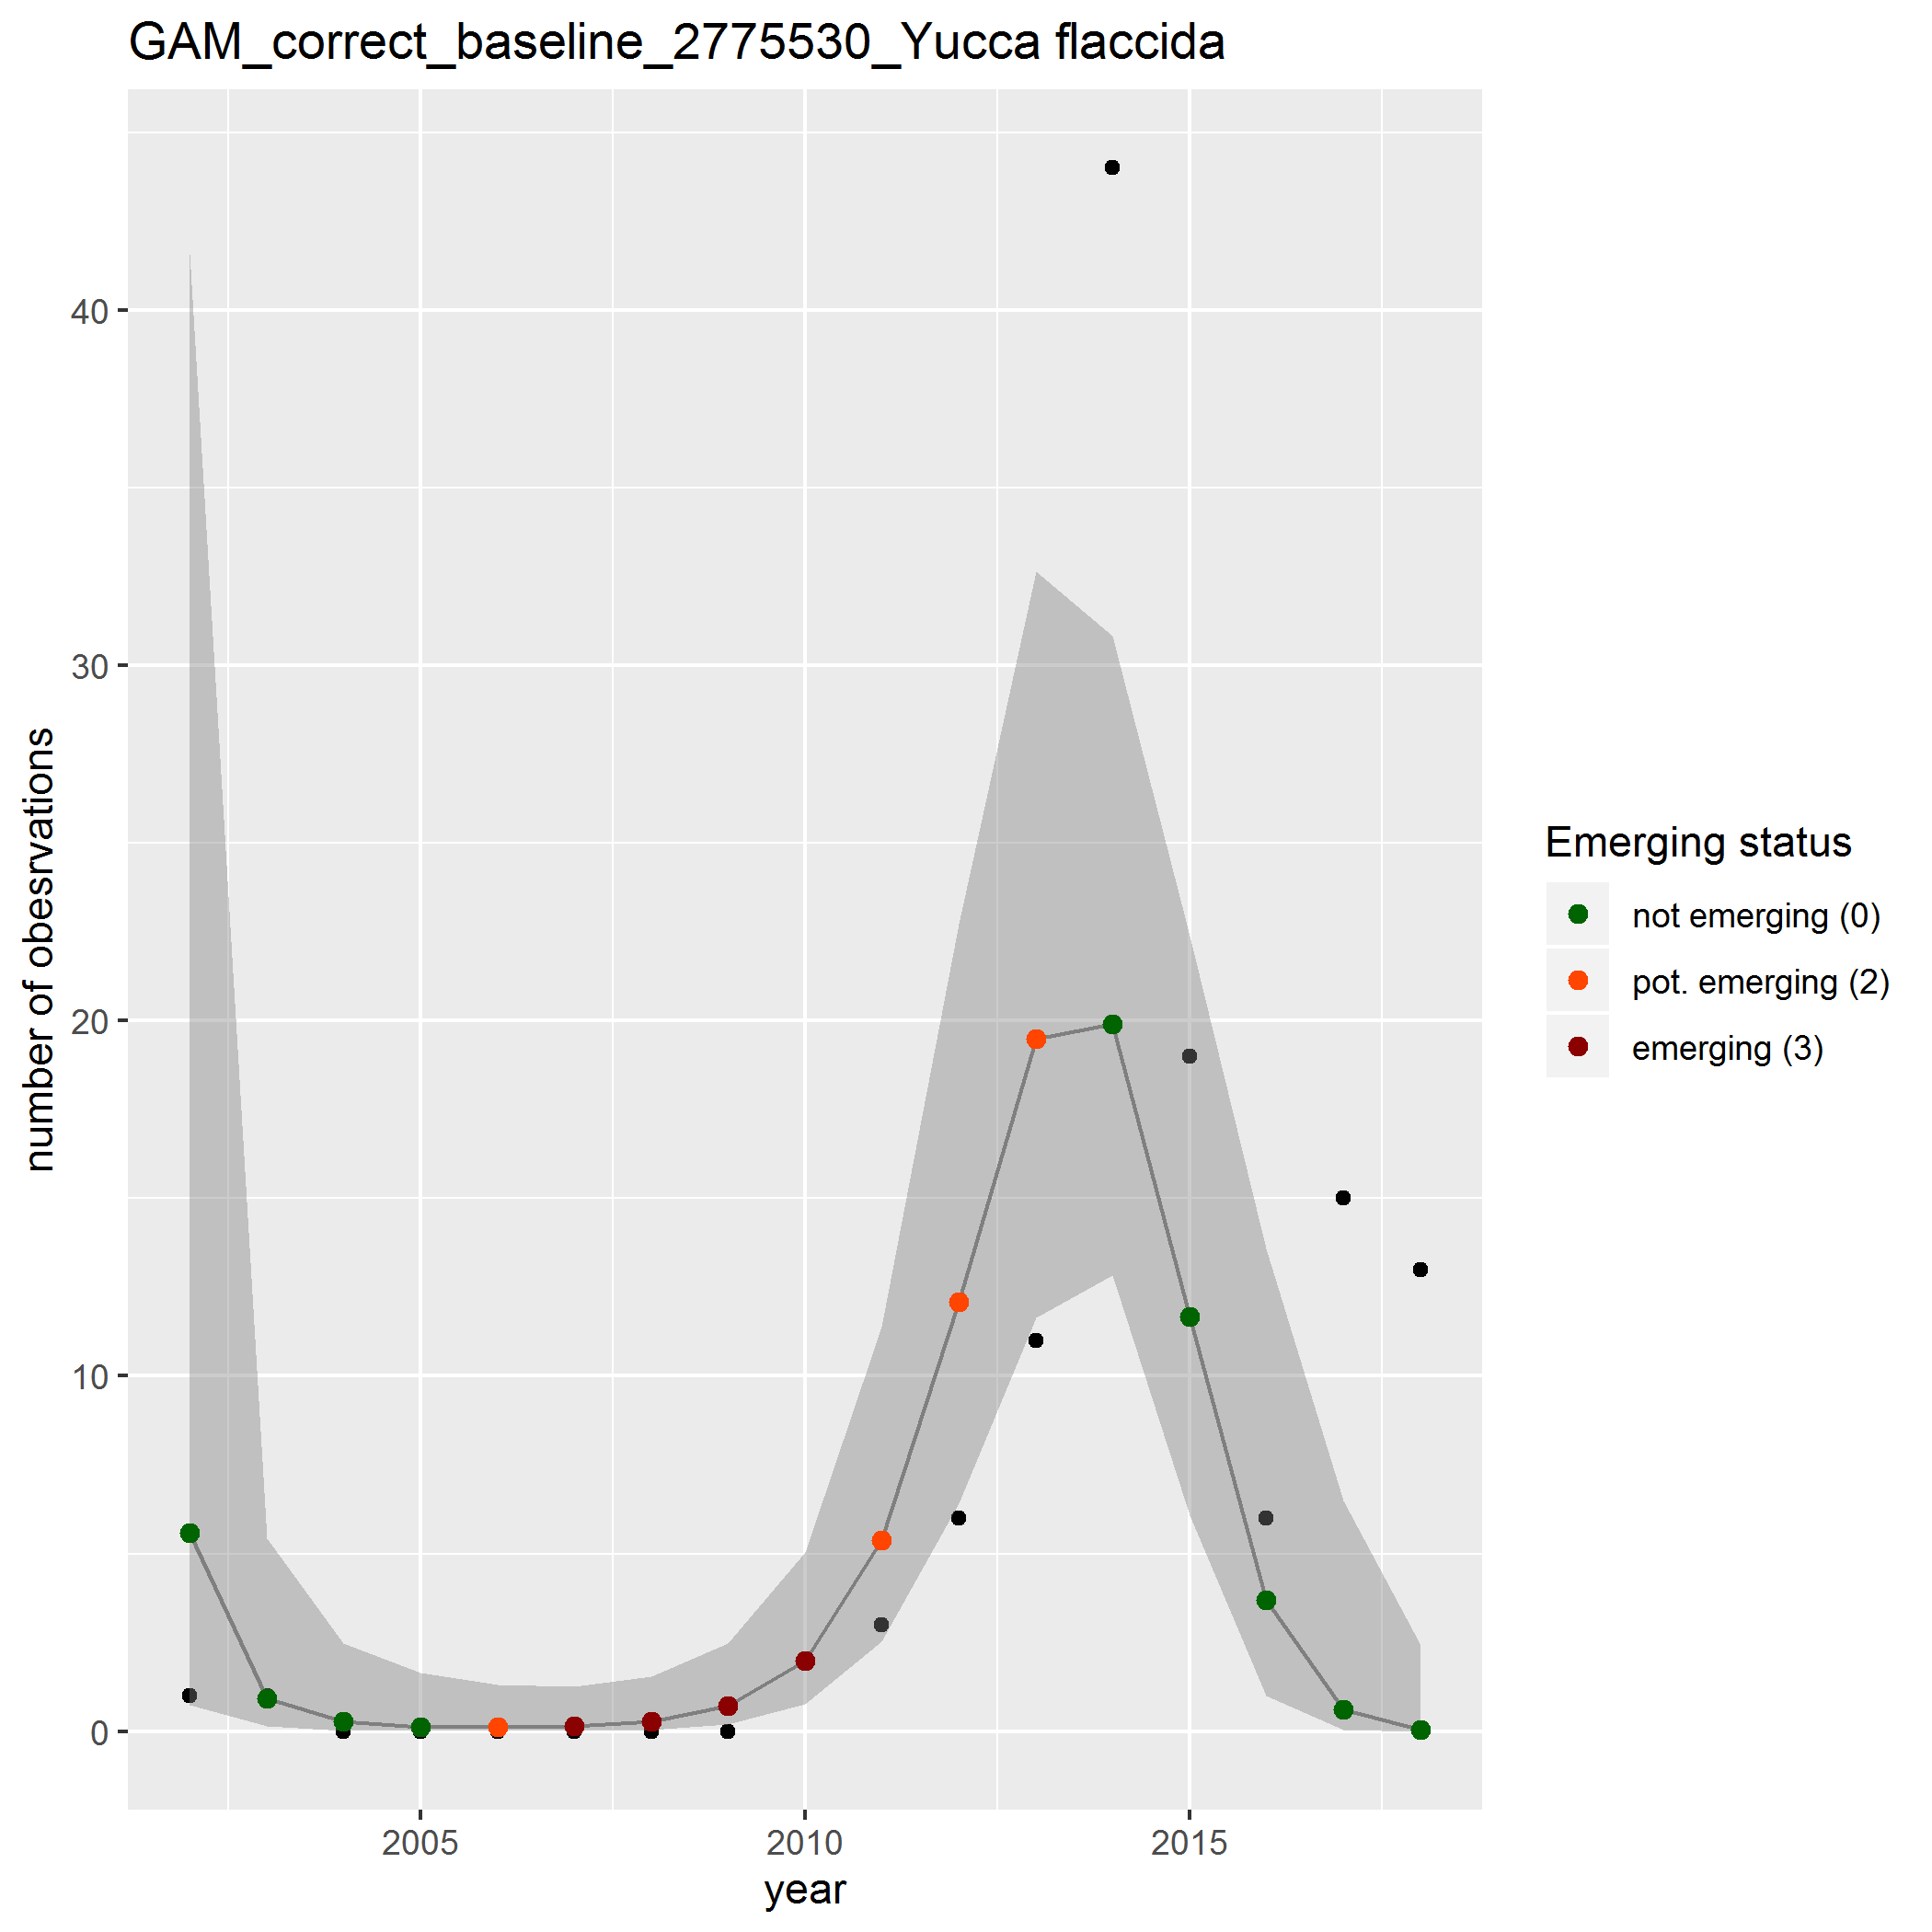 GAM_correct_baseline_2775530_Yucca flaccida
40
30
20
10
0
number of obesrvations
2005
2010
2015
year
Emerging status
not emerging (0)
pot. emerging (2)
emerging (3)